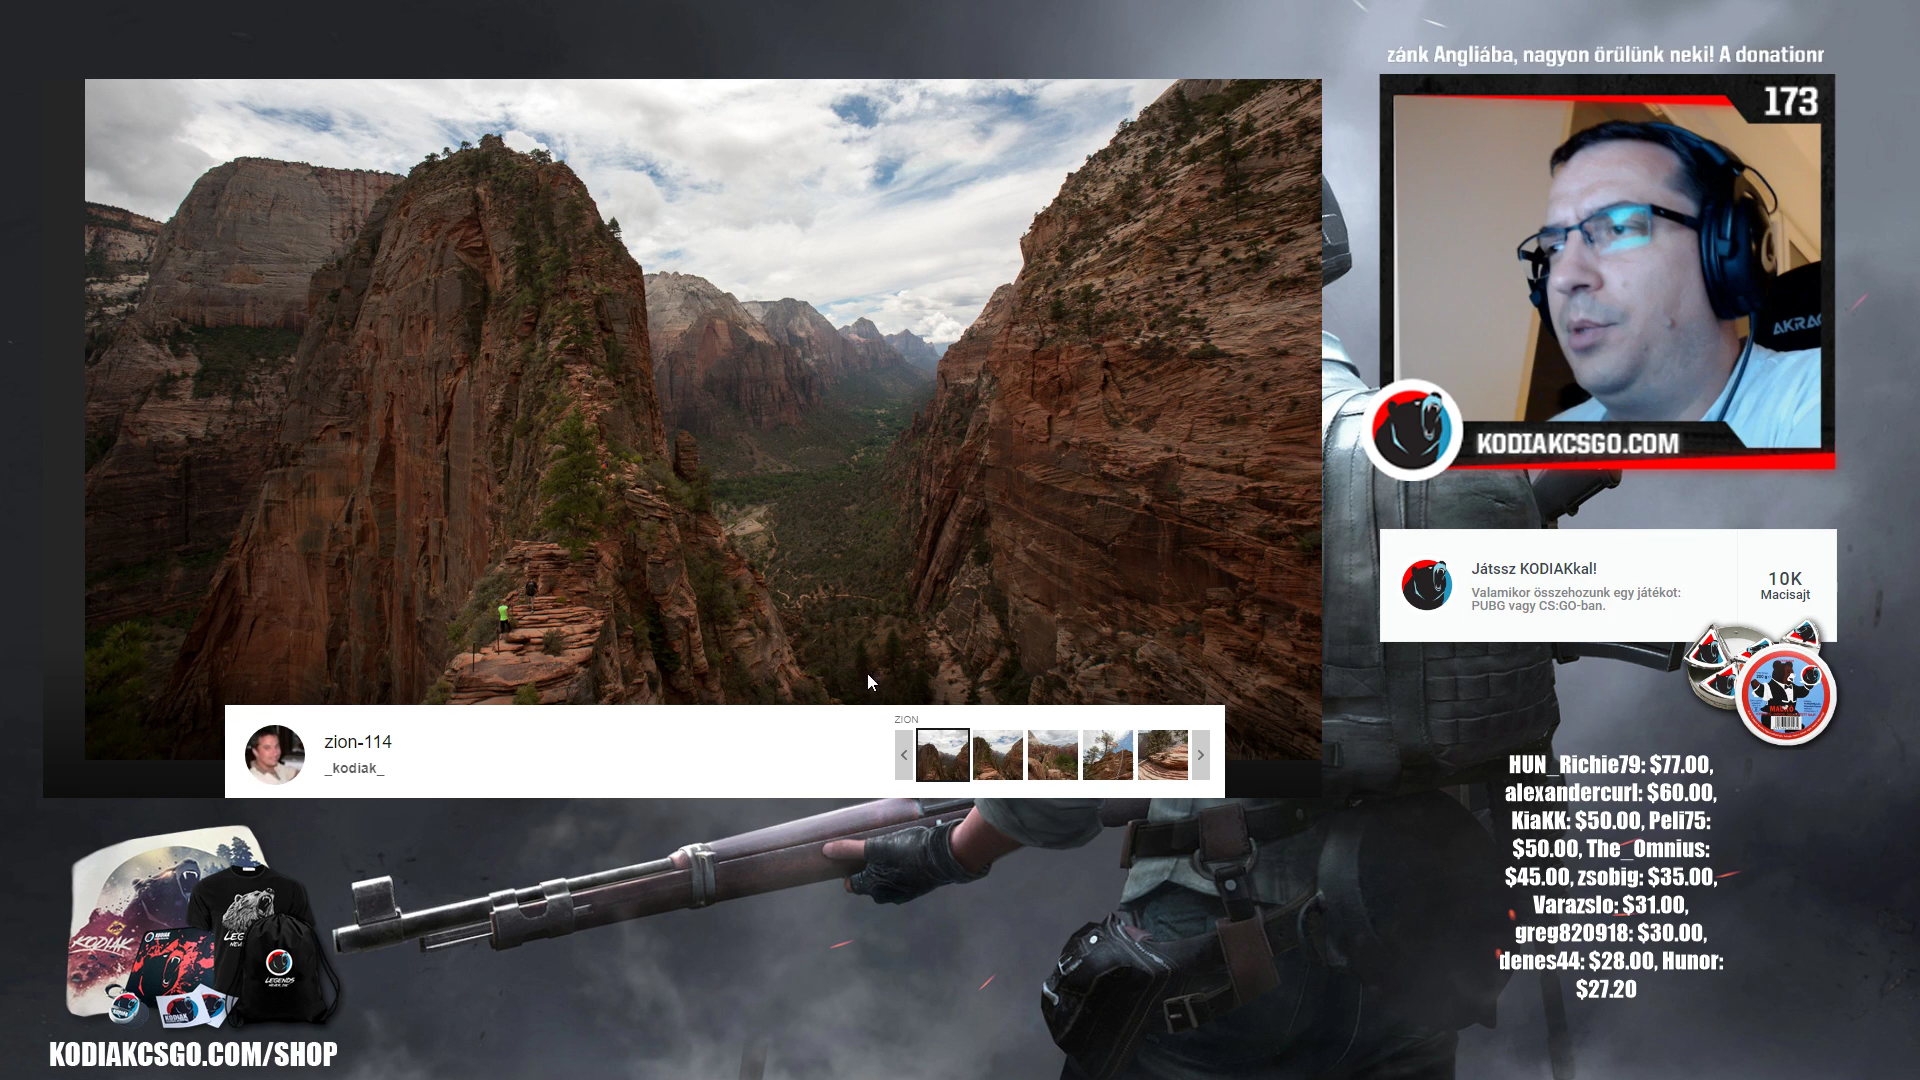 zánk Angliába, nagyon örülünk neki! A donationr
173
AKRAC
KODIAKCSGO.COM
Játssz KODIAKkal!
Valamikor összehozunk egy játékot:
PUBG vagy CS:GO-ban.
10K
Macisajt
ZION
zion-114
_kodiak_
HUN_Richie79: $77.00,
alexandercurl: $60.00,
KiaKK: $50.00, Peli75:
$50.00, The_Omnius:
$45.00, zsobig: $35.00,
Varazslo: $31.00,
greg820918: $30.00,
denes44: $28.00, Hunor:
$27.20
KODIAK
KODIAK
LEGENDS
KODIAKCSGO.COM/SHOP